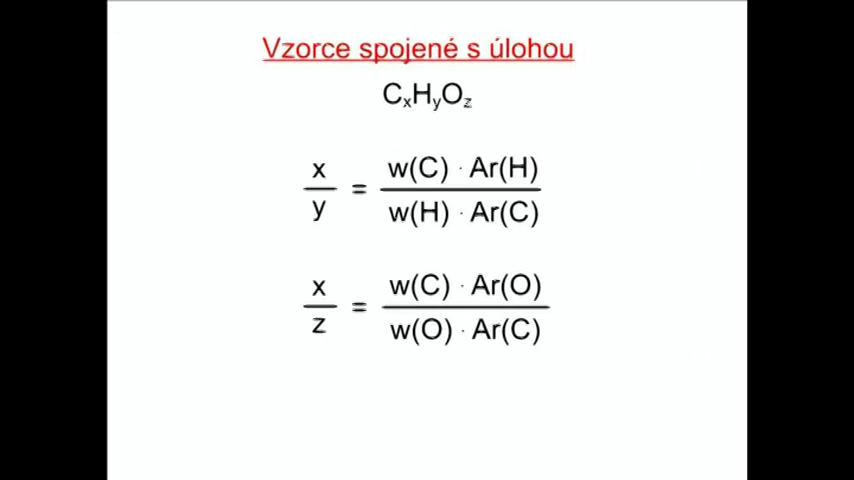 Vzorce spojené s úlohou
CxHyOz
x/y = w(C) · Ar(H) / w(H) · Ar(C)
x/z = w(C) · Ar(O) / w(O) · Ar(C)